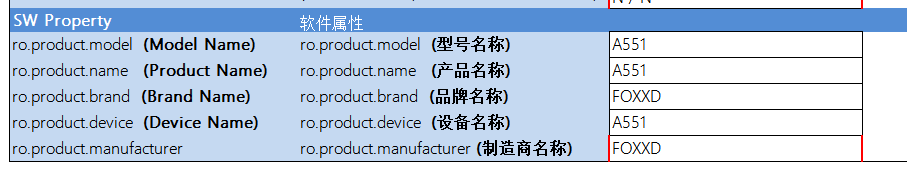 SW Property 软件属性
ro.product.model (Model Name) ro.product.model (型号名称) A551
ro.product.name (Product Name) ro.product.name (产品名称) A551
ro.product.brand (Brand Name) ro.product.brand (品牌名称) FOXXD
ro.product.device (Device Name) ro.product.device (设备名称) A551
ro.product.manufacturer ro.product.manufacturer (制造商名称) FOXXD